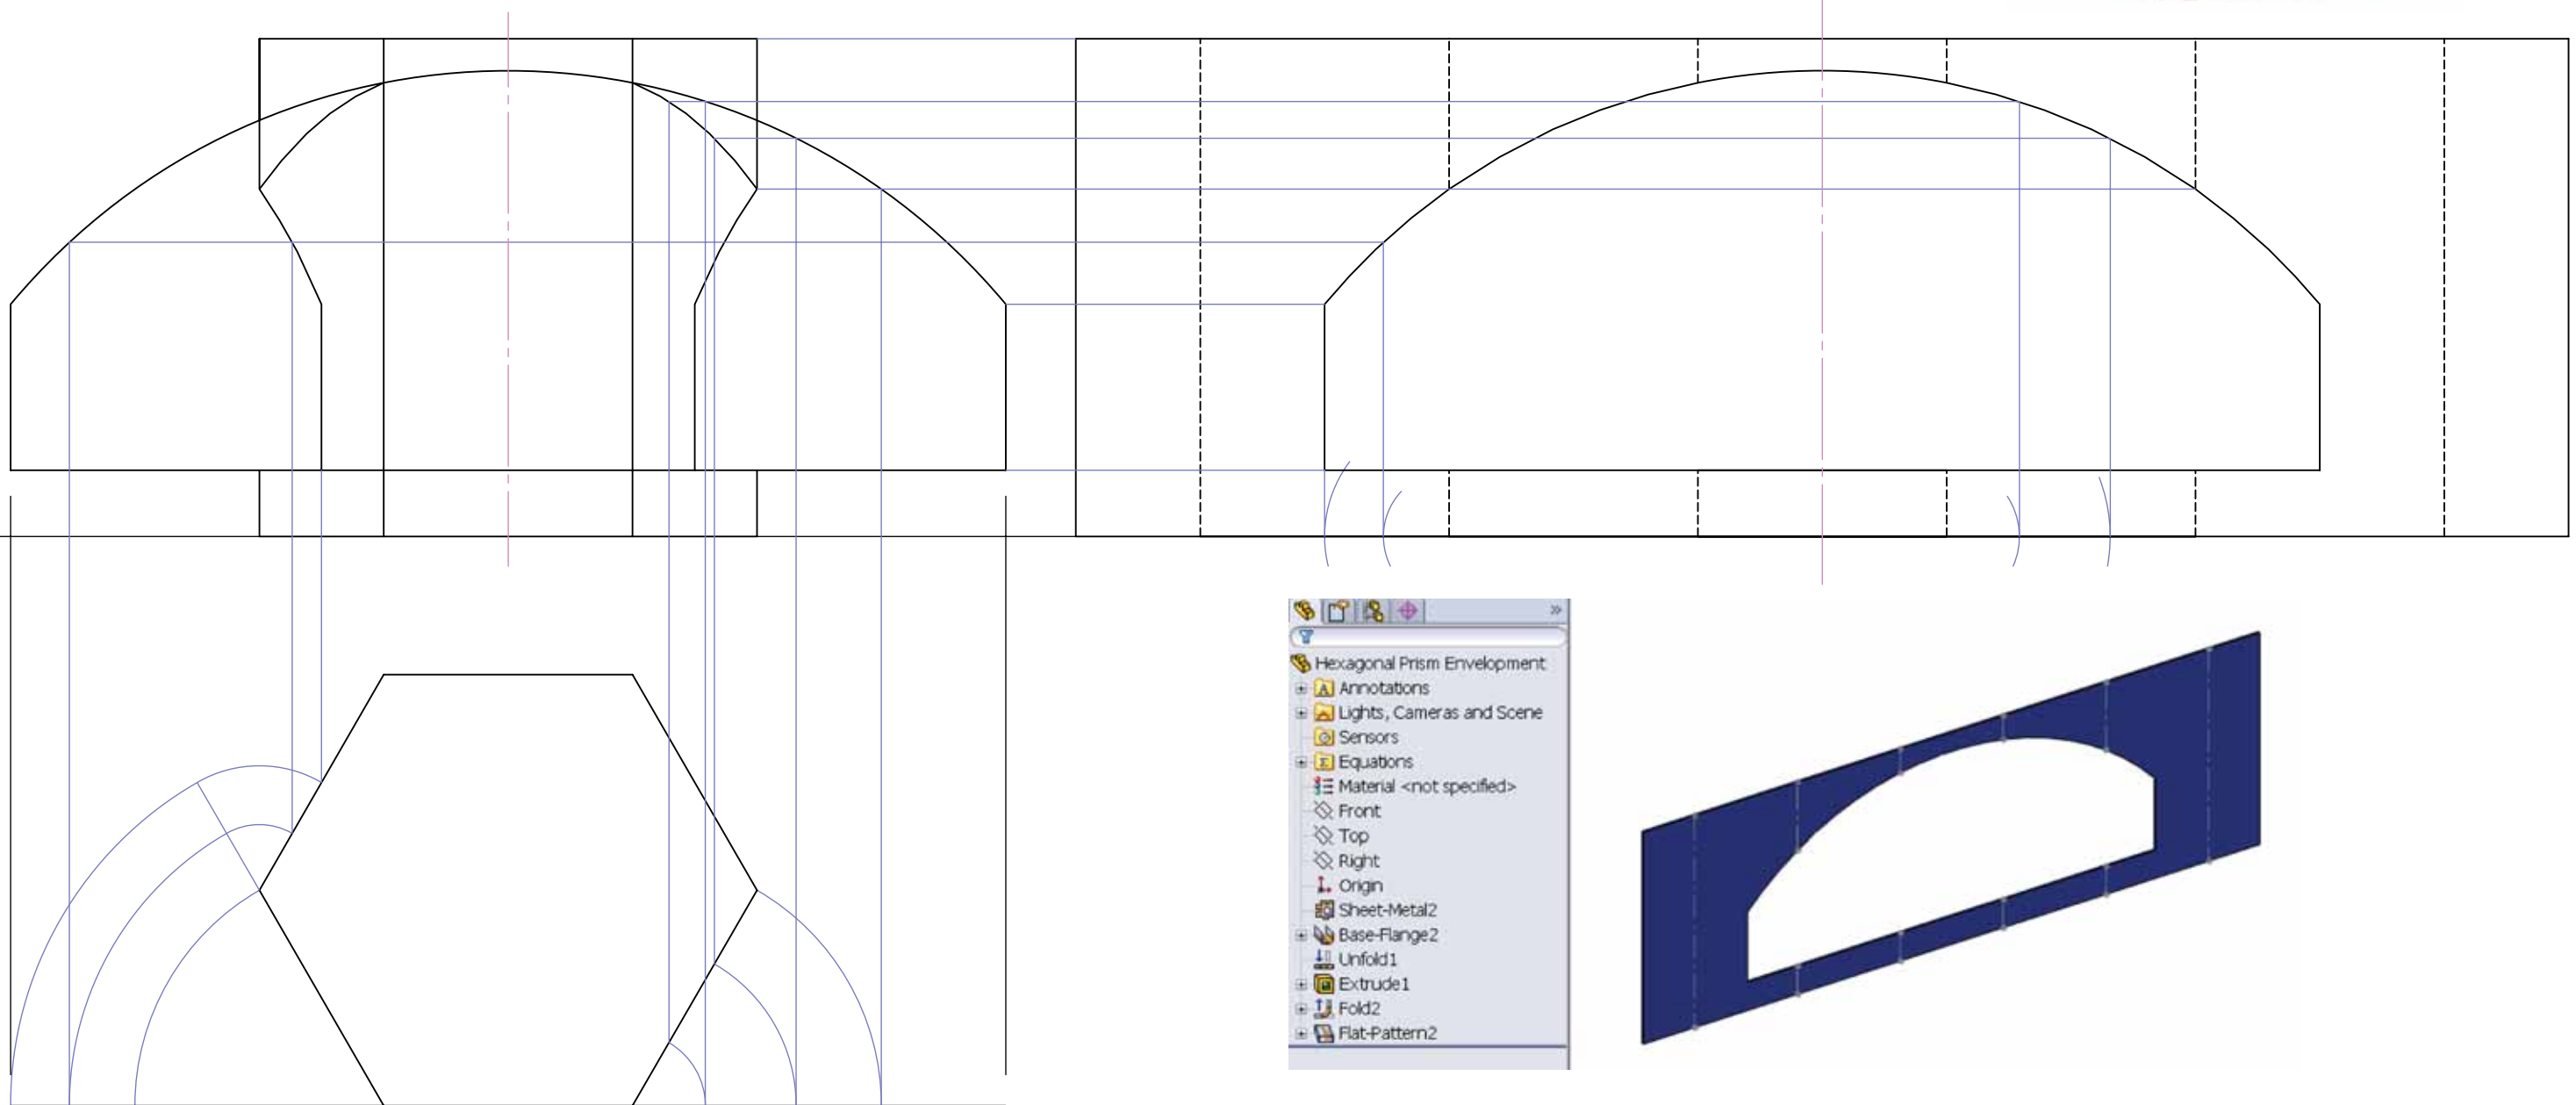 Hexagonal Prism Envelopment
Annotations
Lights, Cameras and Scene
Sensors
Equations
Material <not specified>
Front
Top
Right
Origin
Sheet-Metal2
Base-Flange2
Unfold1
Extrude1
Fold2
Flat-Pattern2